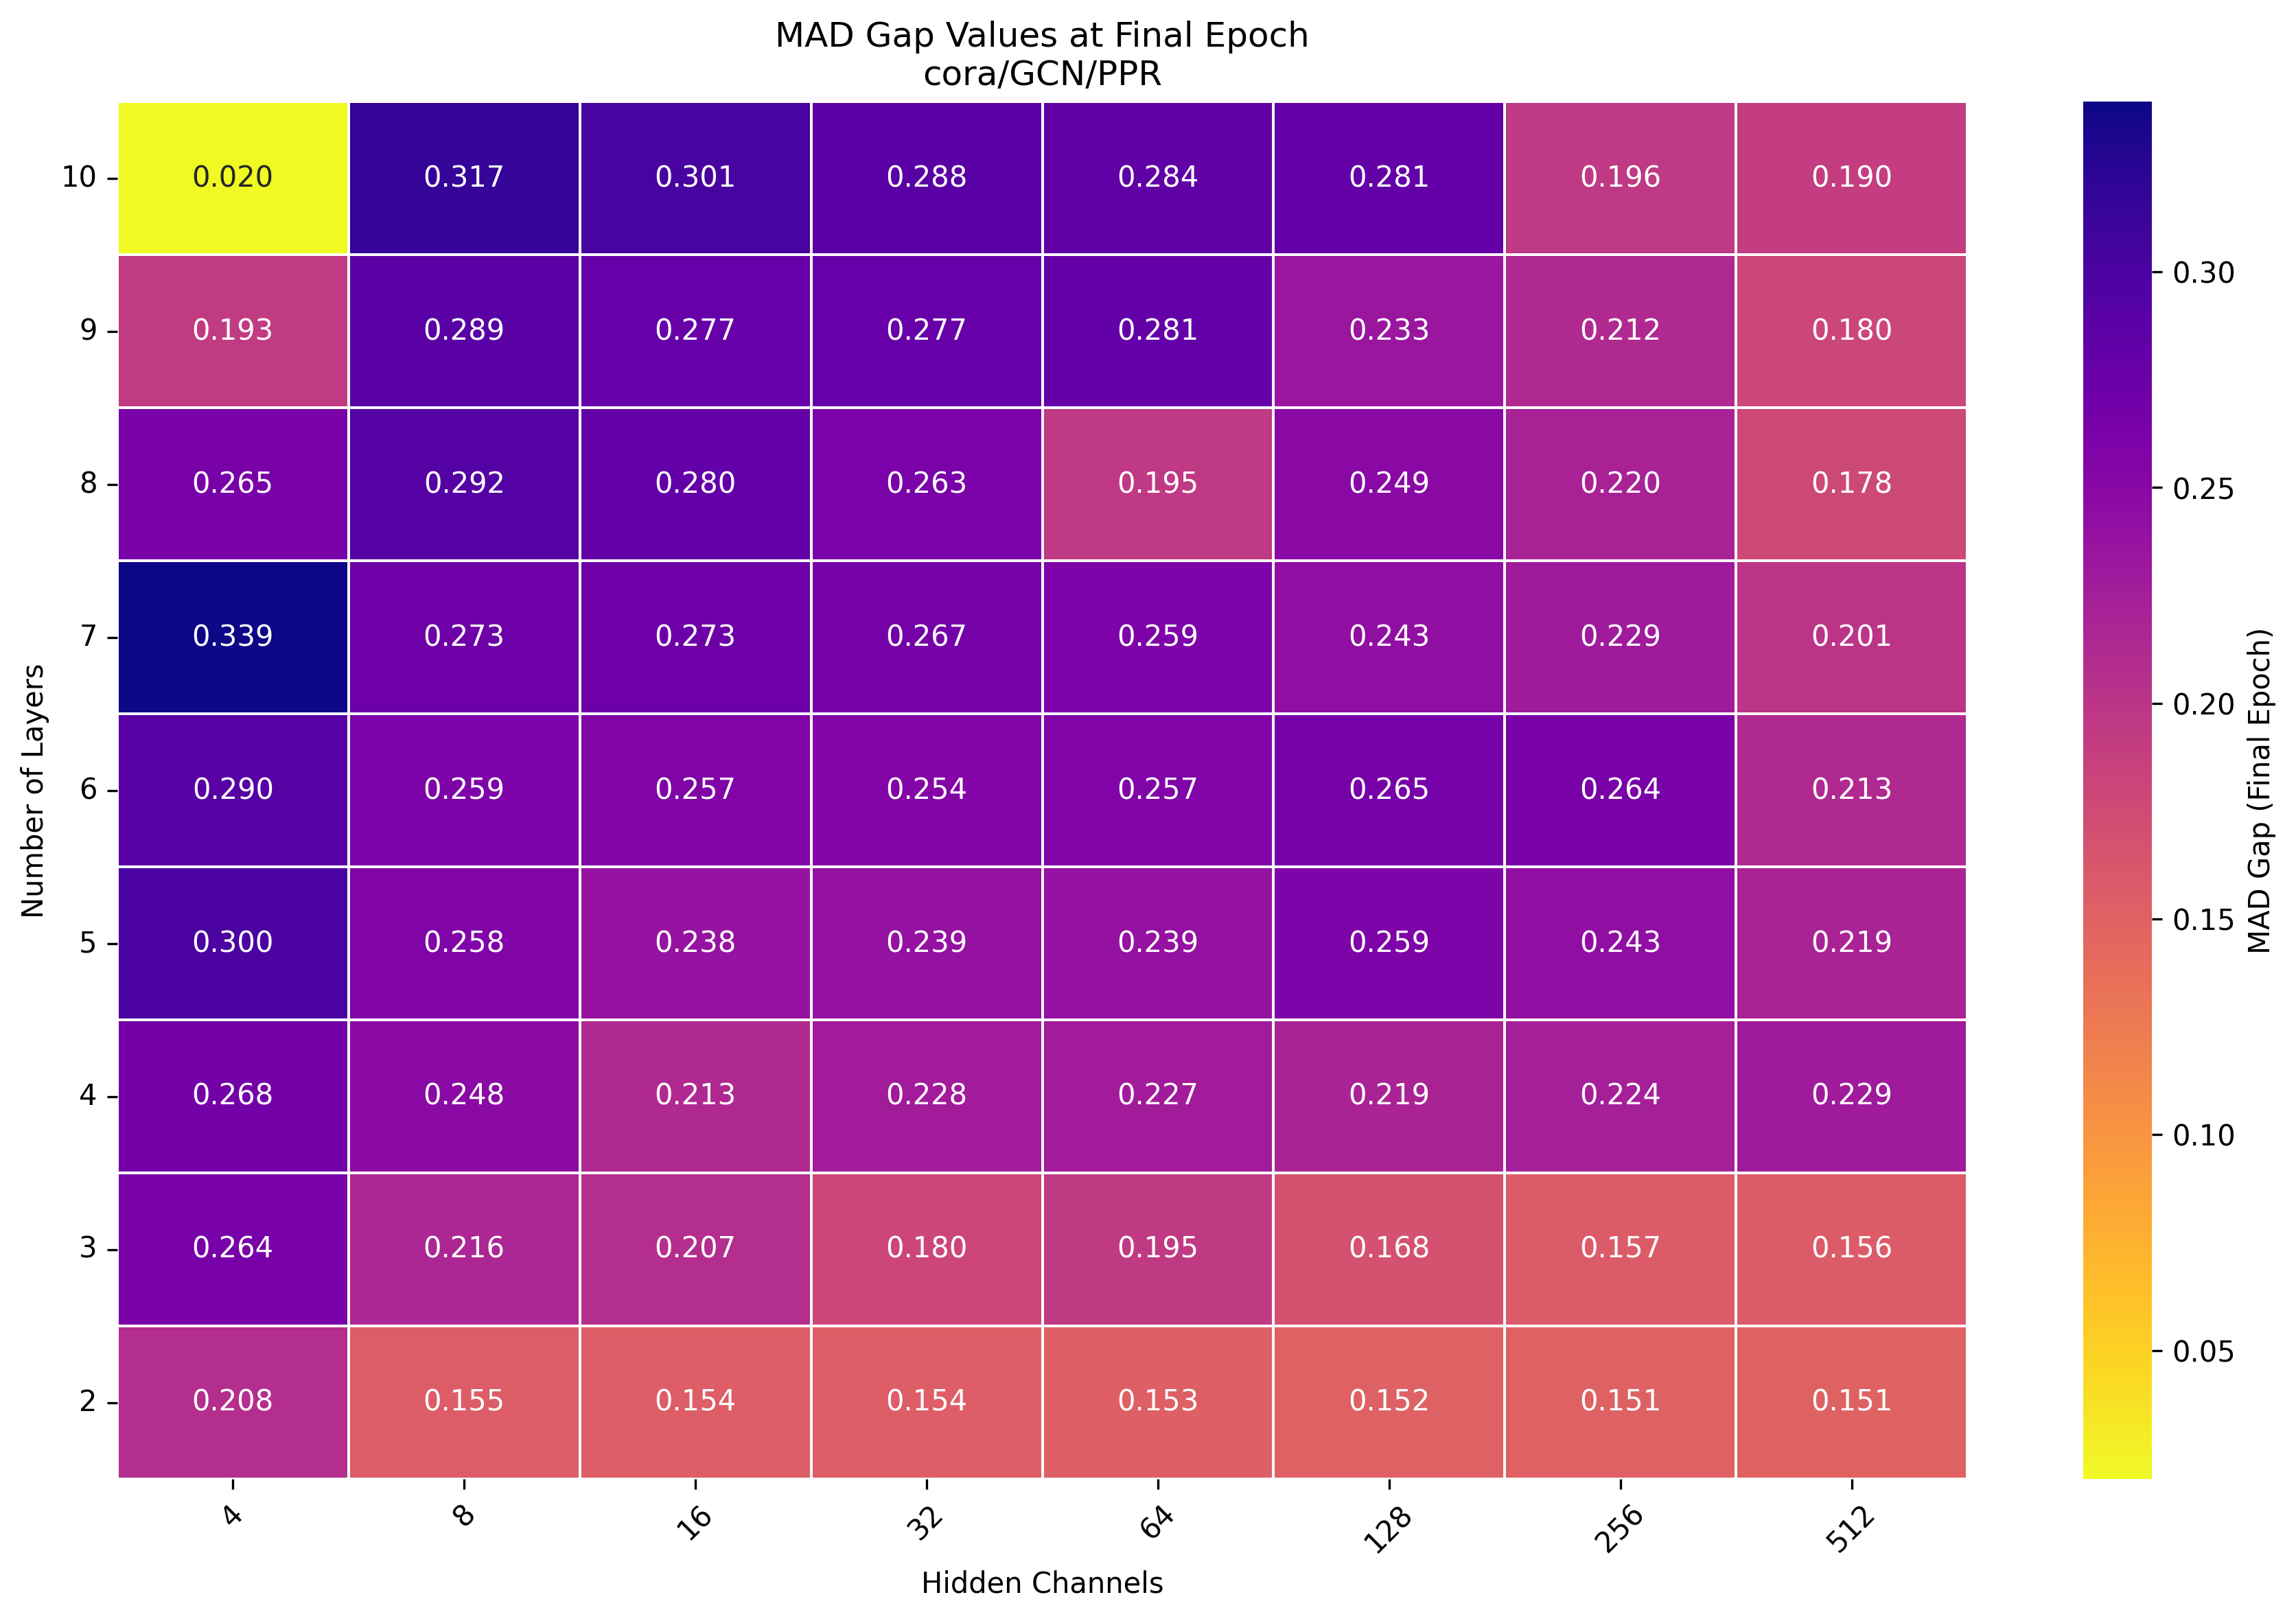 MAD Gap Values at Final Epoch
cora/GCN/PPR
Number of Layers
10 0.020 0.317 0.301 0.288 0.284 0.281 0.196 0.190
9 0.193 0.289 0.277 0.277 0.281 0.233 0.212 0.180
8 0.265 0.292 0.280 0.263 0.195 0.249 0.220 0.178
7 0.339 0.273 0.273 0.267 0.259 0.243 0.229 0.201
6 0.290 0.259 0.257 0.254 0.257 0.265 0.264 0.213
5 0.300 0.258 0.238 0.239 0.239 0.259 0.243 0.219
4 0.268 0.248 0.213 0.228 0.227 0.219 0.224 0.229
3 0.264 0.216 0.207 0.180 0.195 0.168 0.157 0.156
2 0.208 0.155 0.154 0.154 0.153 0.152 0.151 0.151
4 8 16 32 64 128 256 512
Hidden Channels
0.30
0.25
0.20
0.15
0.10
0.05
MAD Gap (Final Epoch)